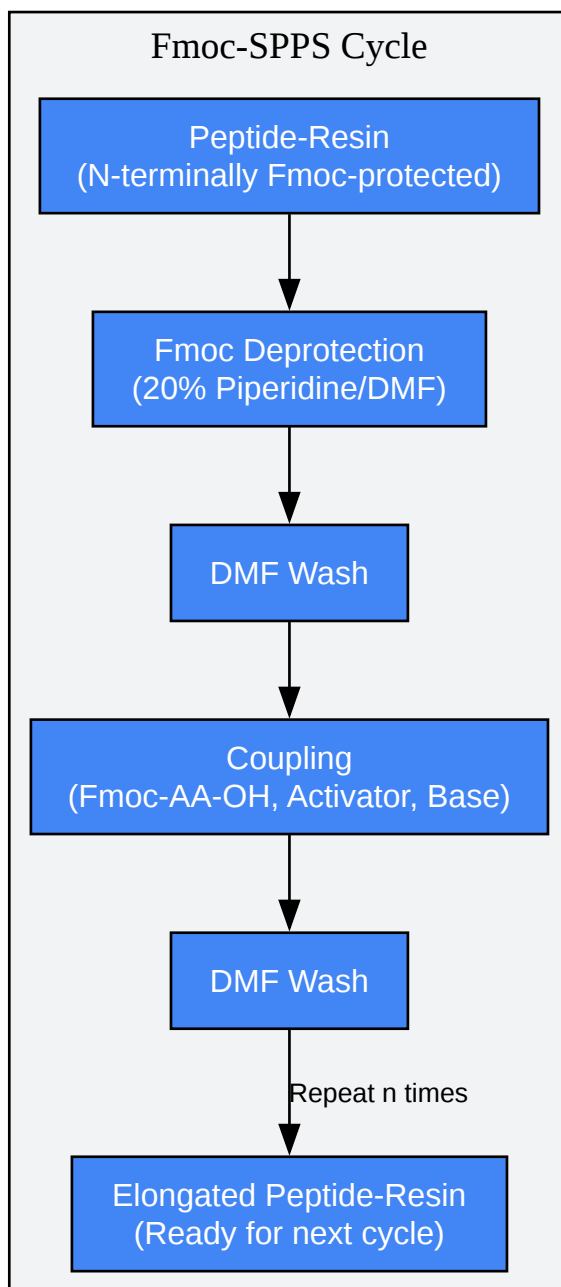 Fmoc-SPPS Cycle
Peptide-Resin
(N-terminally Fmoc-protected)
Fmoc Deprotection
(20% Piperidine/DMF)
DMF Wash
Coupling
(Fmoc-AA-OH, Activator, Base)
DMF Wash
Repeat n times
Elongated Peptide-Resin
(Ready for next cycle)